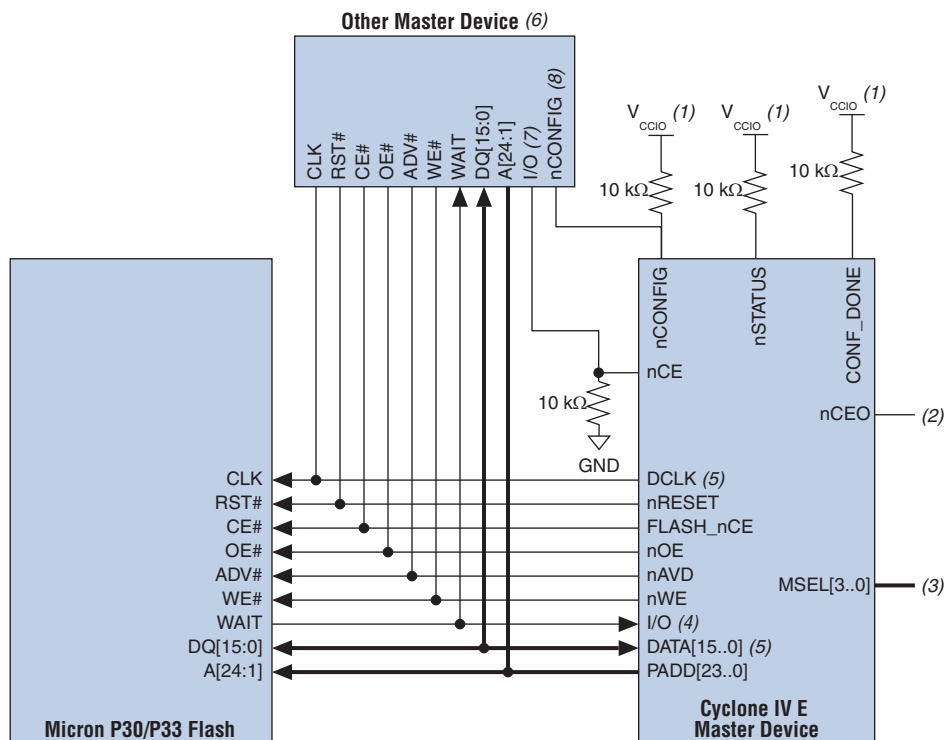 Other Master Device (6)
CLK
RST#
CE#
OE#
ADV#
WE#
WAIT
DQ[15:0]
A[24:1]
I/O (7)
nCONFIG (8)
VCCIO (1)
VCCIO (1)
VCCIO (1)
10 kΩ
10 kΩ
10 kΩ
nCONFIG
nSTATUS
CONF_DONE
nCE
10 kΩ
GND
nCEO
(2)
CLK
DCLK (5)
RST#
nRESET
CE#
FLASH_nCE
OE#
nOE
ADV#
nAVD
MSEL[3..0]
(3)
WE#
nWE
WAIT
I/O (4)
DQ[15:0]
DATA[15..0] (5)
A[24:1]
PADD[23..0]
Micron P30/P33 Flash
Cyclone IV E
Master Device